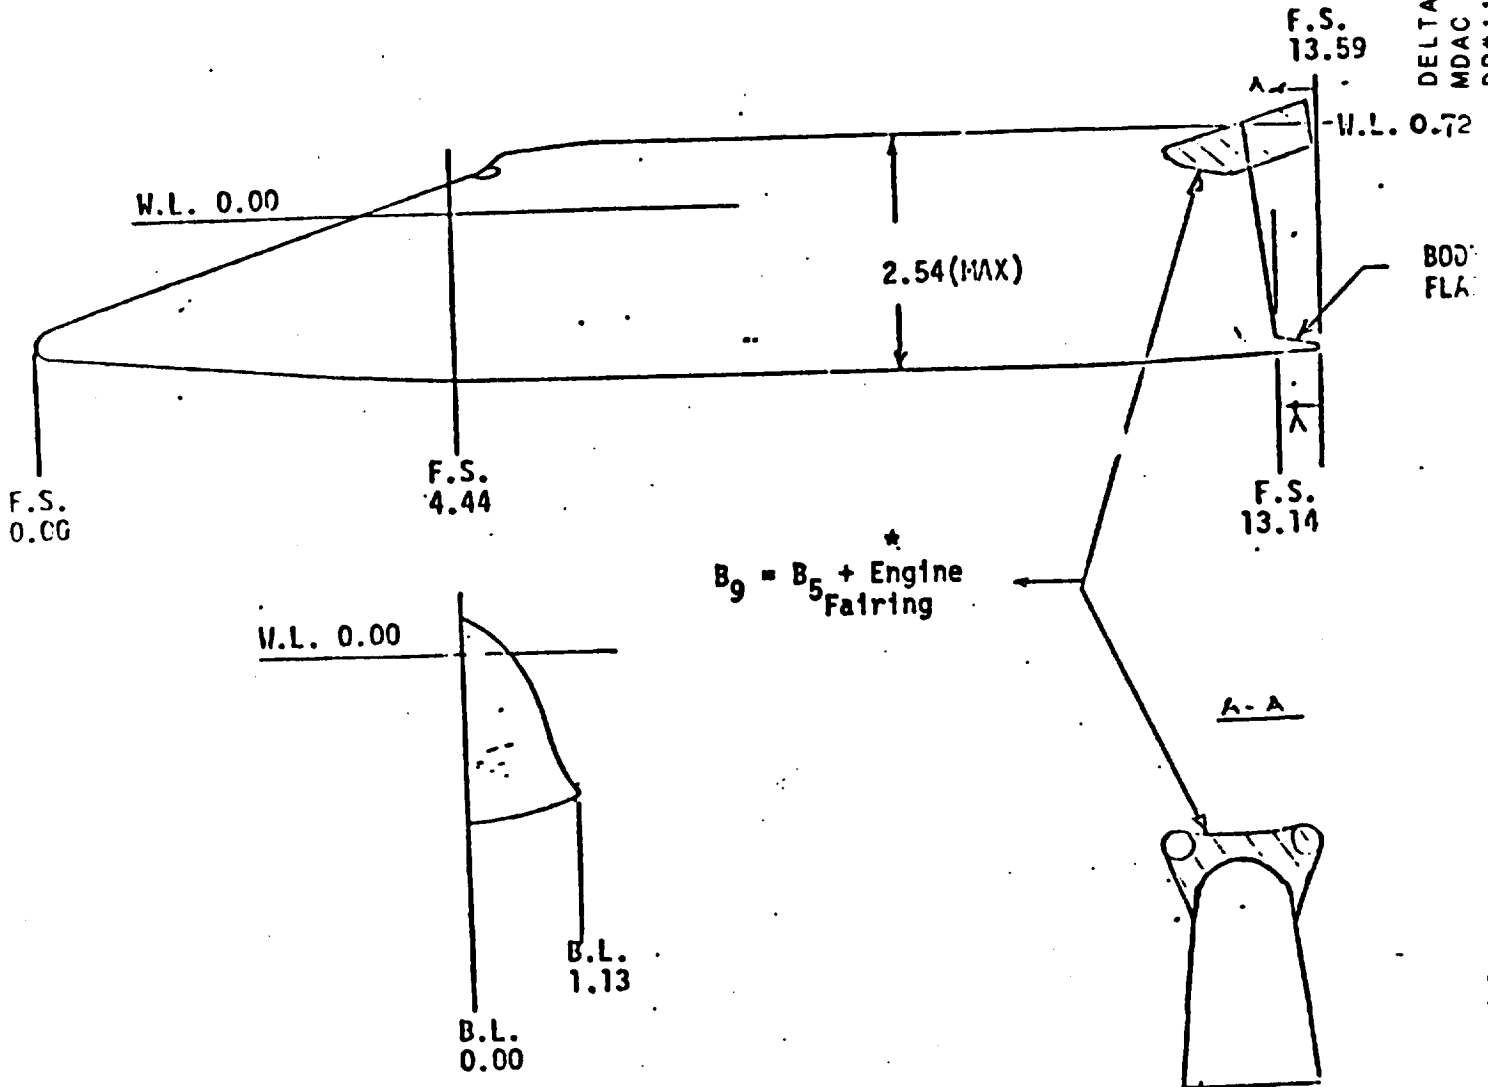 F.S.
13.59
DELTA
MDAC
W.L. 0.72
W.L. 0.00
2.54(MAX)
F.S.
0.00
F.S.
4.44
F.S.
13.14
*
B9 = B5 + Engine
Fairing
W.L. 0.00
A-A
B.L.
1.13
B.L.
0.00